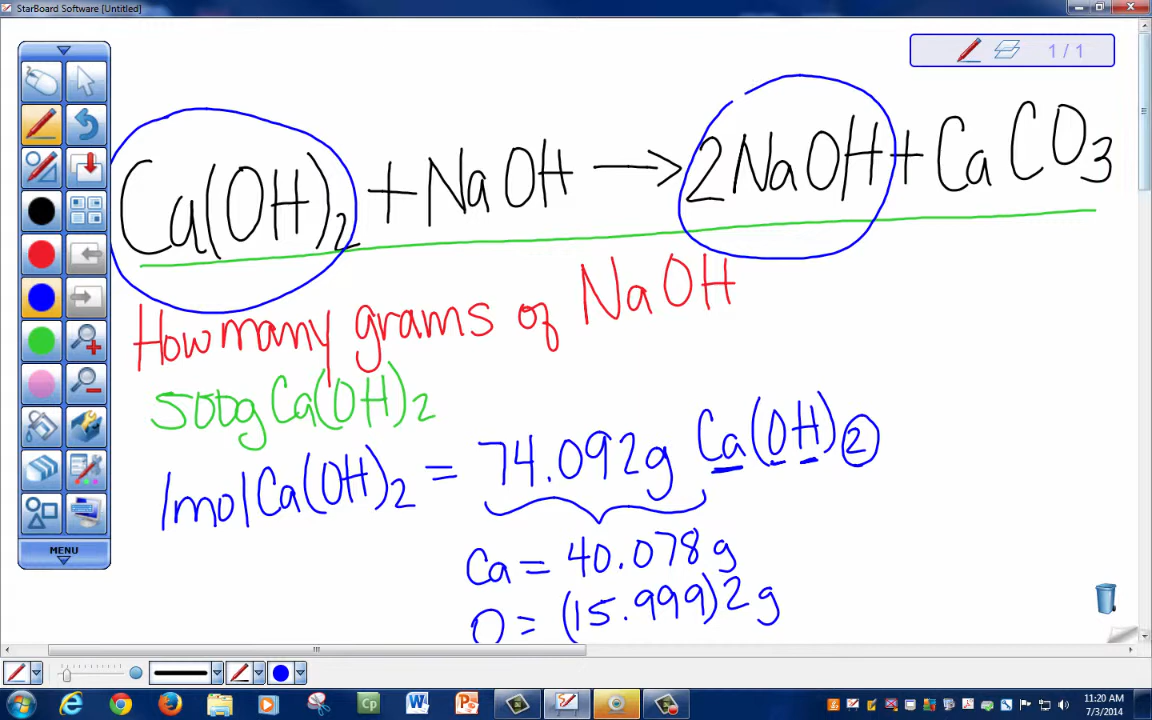 StarBoard Software [Untitled]
1 / 1
Ca(OH)2 + NaOH → 2NaOH + CaCO3
How many grams of NaOH
500g Ca(OH)2
1mol Ca(OH)2 = 74.092g Ca(OH)2
Ca = 40.078g
O = (15.999)2g
MENU
11:20 AM
7/3/2014